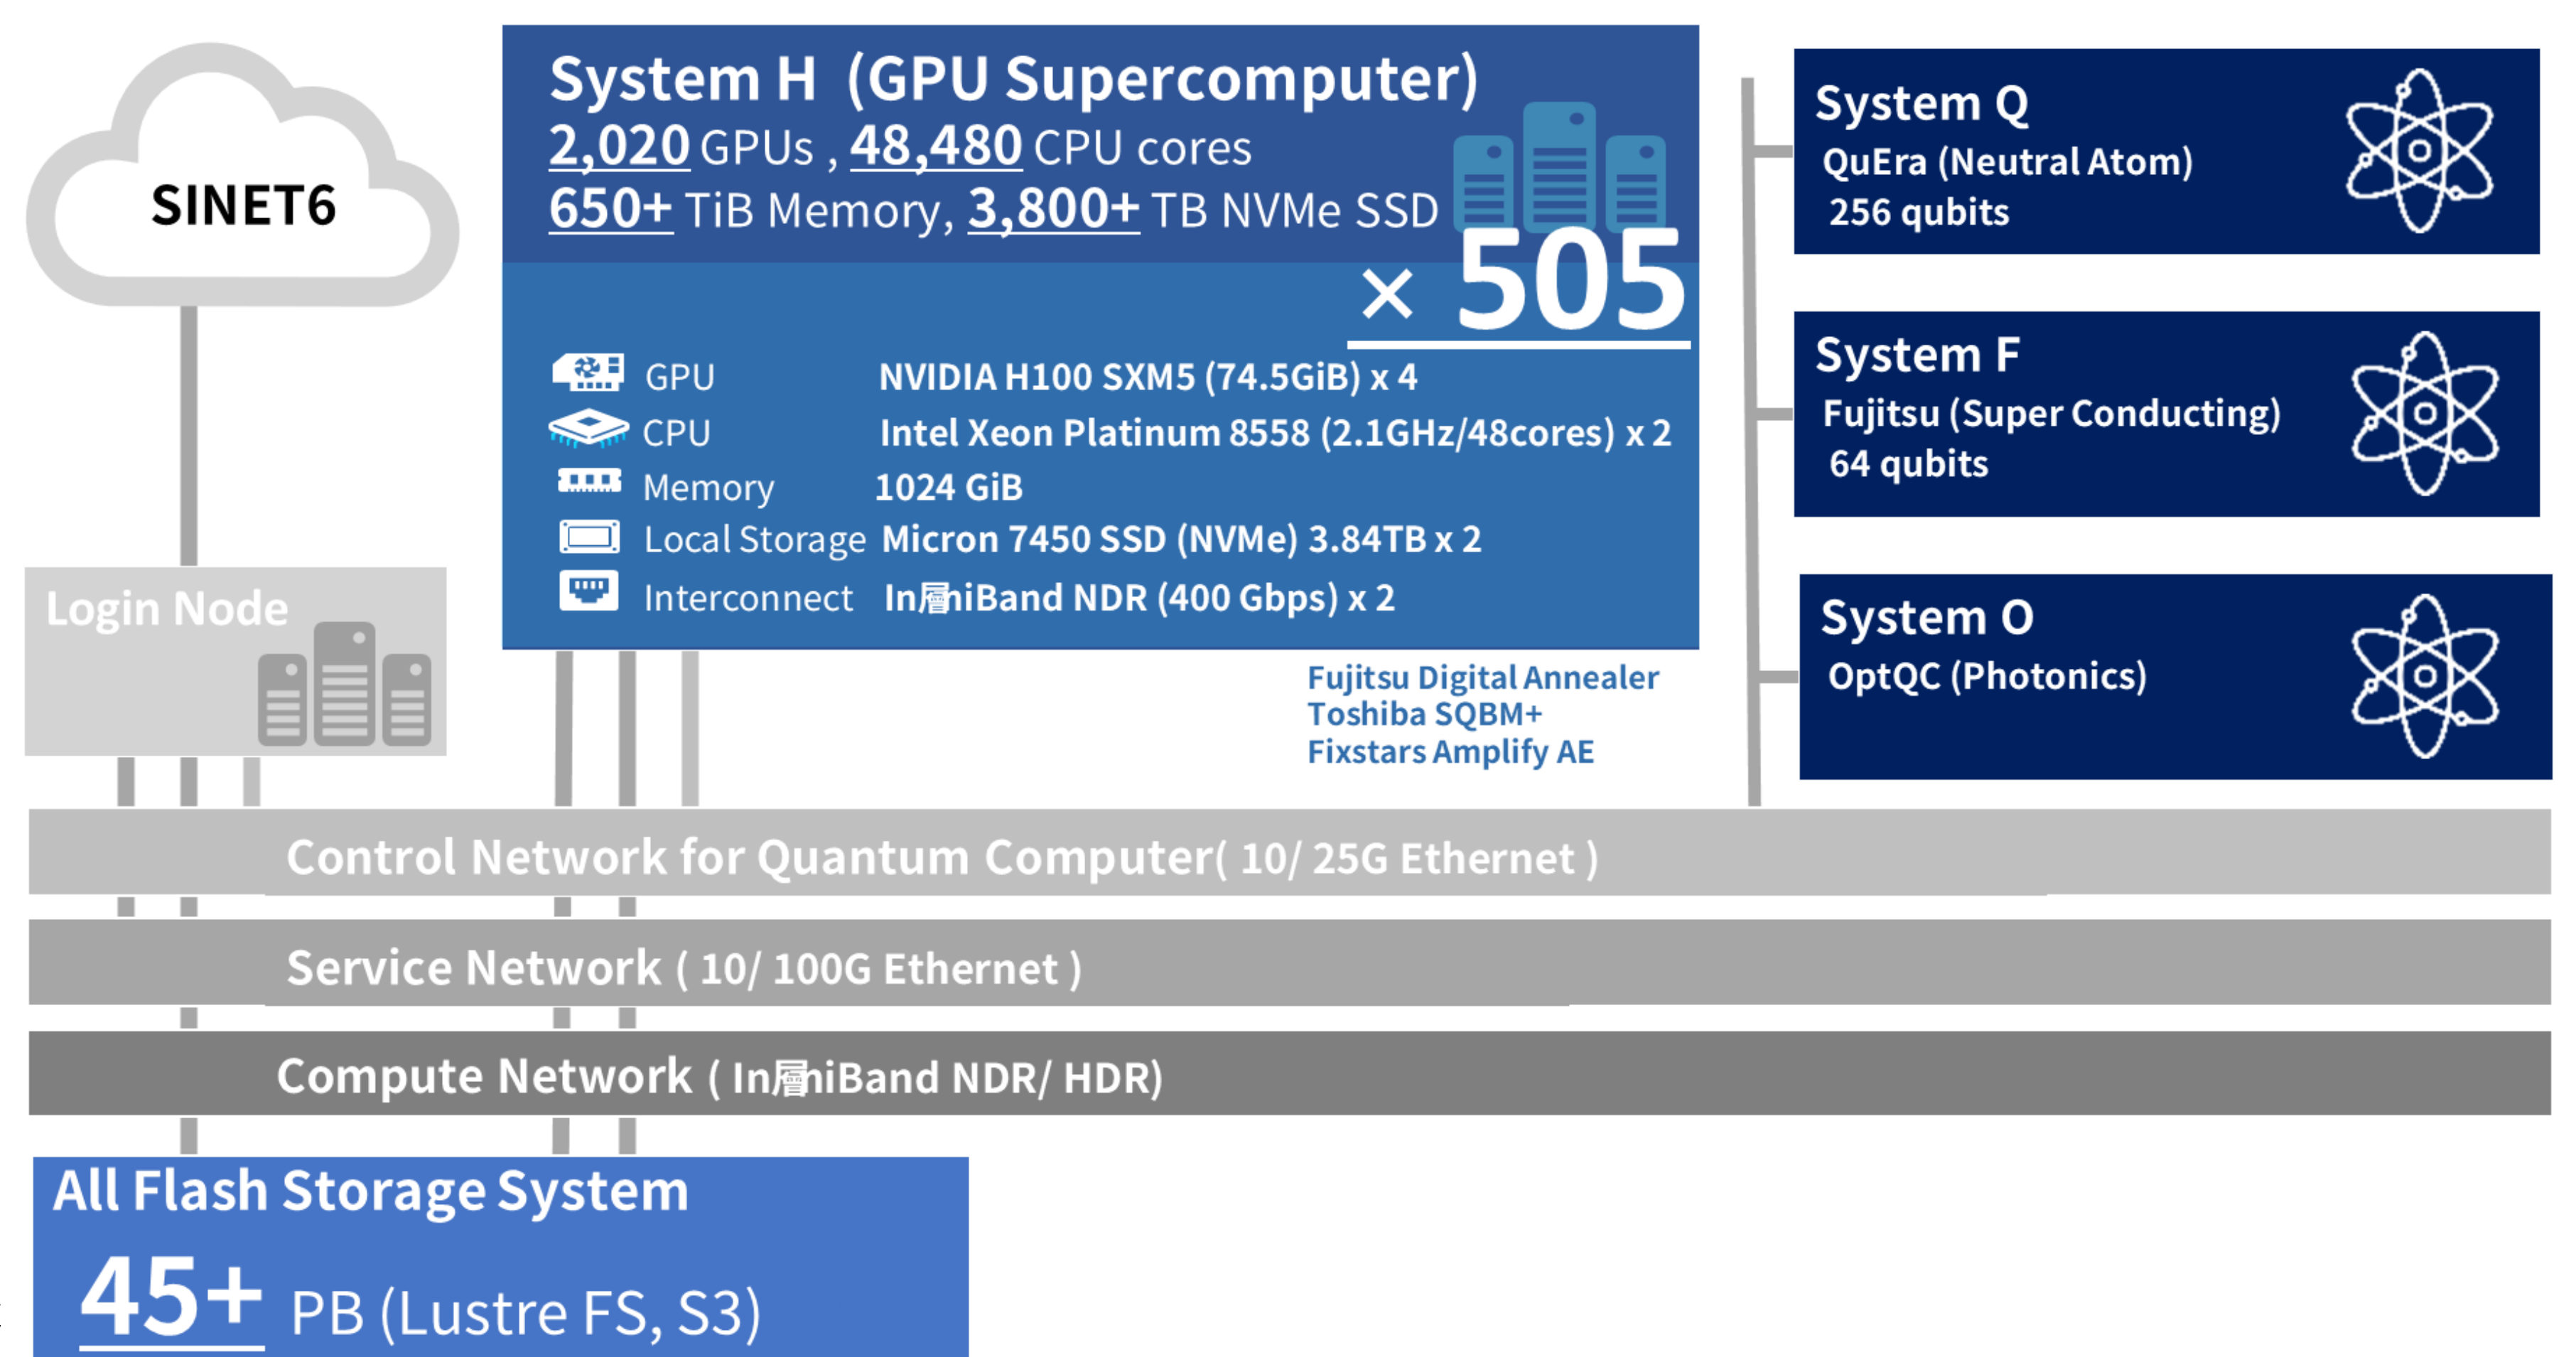 SINET6
System H (GPU Supercomputer)
2,020 GPUs , 48,480 CPU cores
650+ TiB Memory, 3,800+ TB NVMe SSD
× 505
GPU NVIDIA H100 SXM5 (74.5GiB) x 4
CPU Intel Xeon Platinum 8558 (2.1GHz/48cores) x 2
Memory 1024 GiB
Local Storage Micron 7450 SSD (NVMe) 3.84TB x 2
Interconnect In層niBand NDR (400 Gbps) x 2
System Q
QuEra (Neutral Atom)
256 qubits
System F
Fujitsu (Super Conducting)
64 qubits
System O
OptQC (Photonics)
Login Node
Fujitsu Digital Annealer
Toshiba SQBM+
Fixstars Amplify AE
Control Network for Quantum Computer( 10/ 25G Ethernet )
Service Network ( 10/ 100G Ethernet )
Compute Network ( In層niBand NDR/ HDR)
All Flash Storage System
45+ PB (Lustre FS, S3)